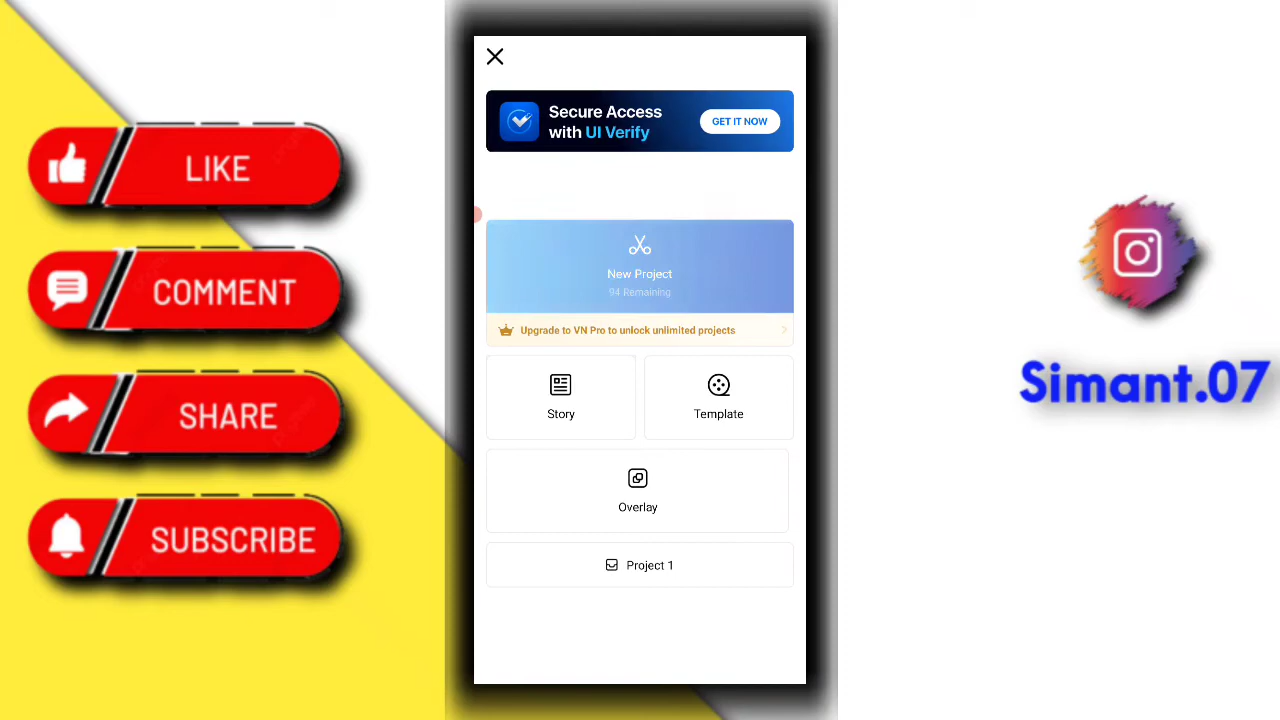 LIKE
COMMENT
SHARE
SUBSCRIBE
Secure Access
with UI Verify
GET IT NOW
New Project
94 Remaining
Upgrade to VN Pro to unlock unlimited projects
Story
Template
Overlay
Project 1
Simant.07